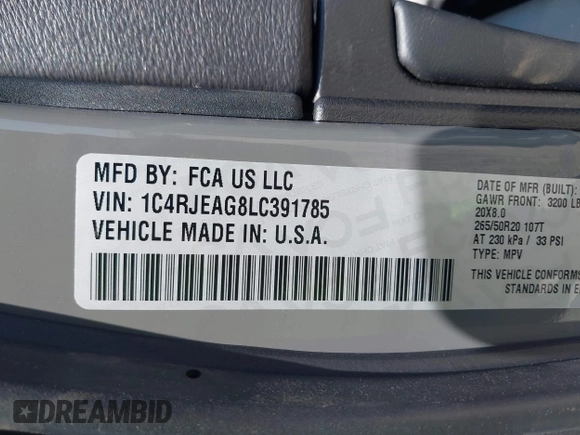 MFD BY: FCA US LLC
VIN: 1C4RJEAG8LC391785
VEHICLE MADE IN: U.S.A.
DATE OF MFR (BUILT):
GAWR FRONT: 3200 LB
20X8.0
265/50R20 107T
AT 230 kPa / 33 PSI
TYPE: MPV
THIS VEHICLE CONFORMS
STANDARDS IN E
DREAMBID